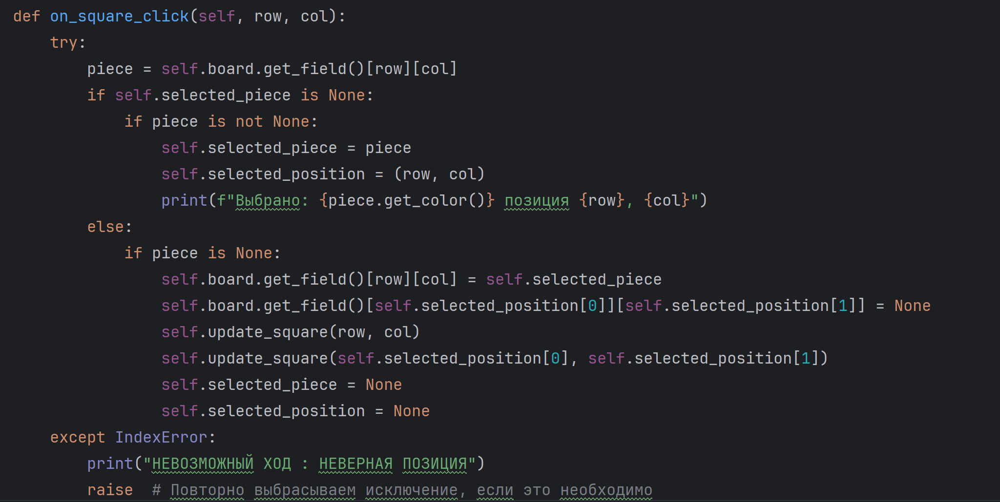 def on_square_click(self, row, col):
    try:
        piece = self.board.get_field()[row][col]
        if self.selected_piece is None:
            if piece is not None:
                self.selected_piece = piece
                self.selected_position = (row, col)
                print(f"Выбрано: {piece.get_color()} позиция {row}, {col}")
        else:
            if piece is None:
                self.board.get_field()[row][col] = self.selected_piece
                self.board.get_field()[self.selected_position[0]][self.selected_position[1]] = None
                self.update_square(row, col)
                self.update_square(self.selected_position[0], self.selected_position[1])
                self.selected_piece = None
                self.selected_position = None
    except IndexError:
        print("НЕВОЗМОЖНЫЙ ХОД : НЕВЕРНАЯ ПОЗИЦИЯ")
        raise  # Повторно выбрасываем исключение, если это необходимо